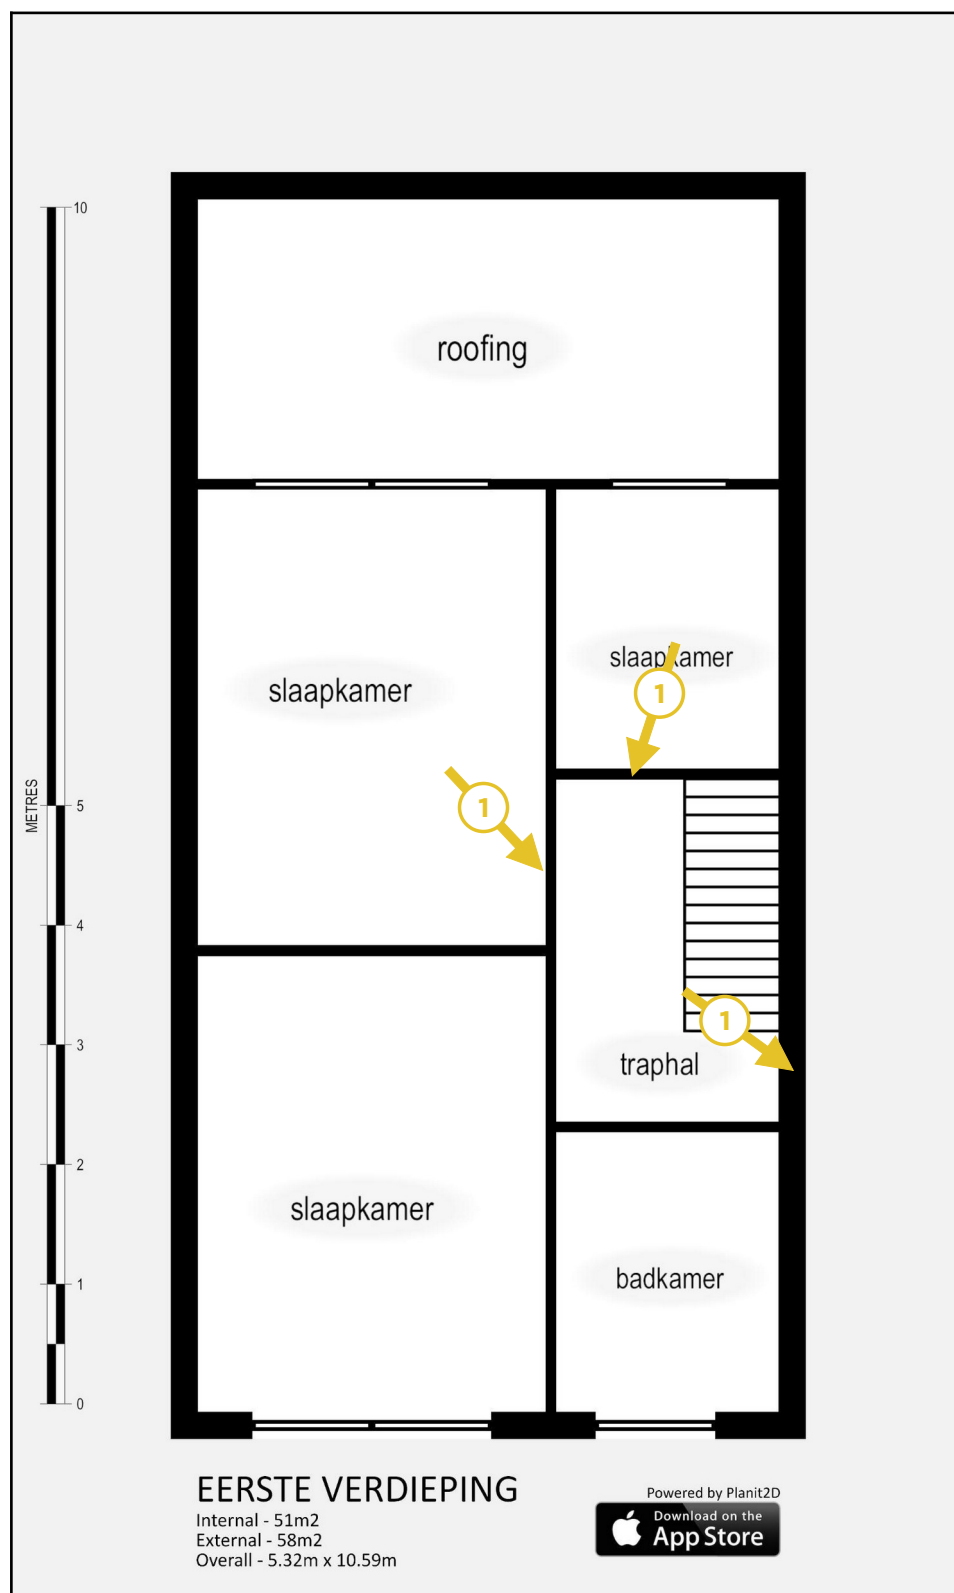 10
roofing
slaapkamer
slaapkamer
1
1
METRES
5
4
3
2
1
0
1
traphal
slaapkamer
badkamer
EERSTE VERDIEPING
Internal - 51m2
External - 58m2
Overall - 5.32m x 10.59m
Powered by Planit2D
Download on the
App Store